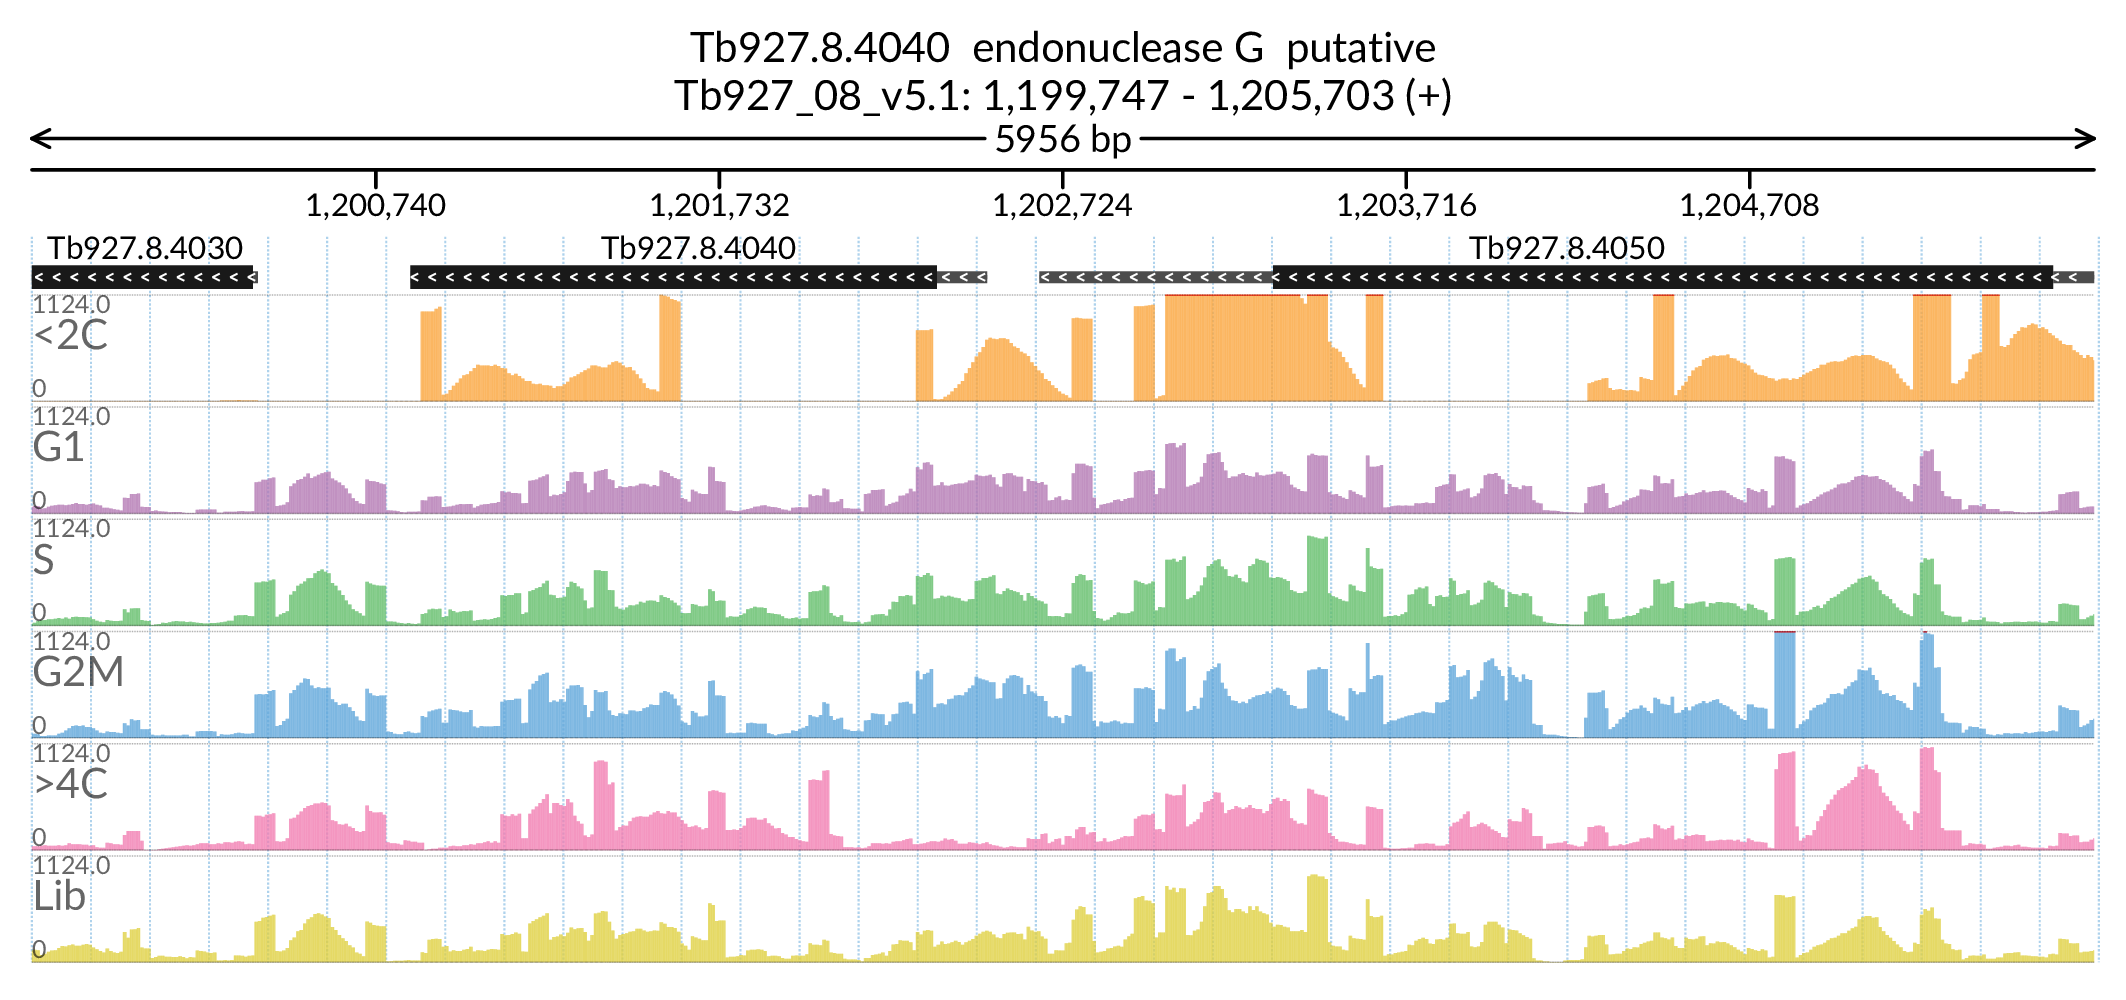 Tb927.8.4040 endonuclease G putative
Tb927_08_v5.1: 1,199,747 - 1,205,703 (+)
5956 bp
1,200,740 1,201,732 1,202,724 1,203,716 1,204,708
Tb927.8.4030 Tb927.8.4040 Tb927.8.4050
1124.0
<2C
0
1124.0
G1
0
1124.0
S
0
1124.0
G2M
0
1124.0
>4C
0
1124.0
Lib
0